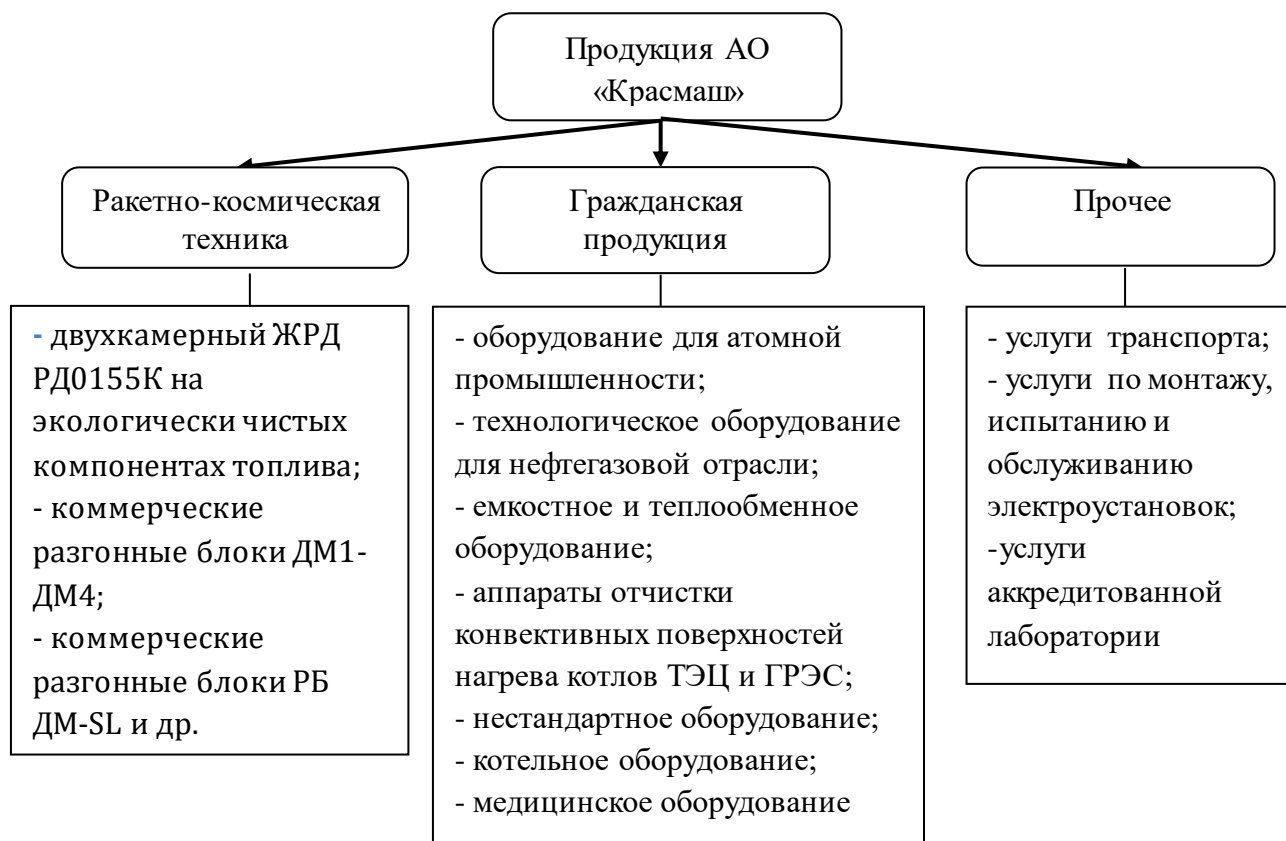 Продукция АО
«Красмаш»
Ракетно-космическая
техника
Гражданская
продукция
Прочее
- двухкамерный ЖРД
РД0155К на
экологически чистых
компонентах топлива;
- коммерческие
разгонные блоки ДМ1-
ДМ4;
- коммерческие
разгонные блоки РБ
ДМ-SL и др.
- оборудование для атомной
промышленности;
- технологическое оборудование
для нефтегазовой отрасли;
- емкостное и теплообменное
оборудование;
- аппараты отчистки
конвективных поверхностей
нагрева котлов ТЭЦ и ГРЭС;
- нестандартное оборудование;
- котельное оборудование;
- медицинское оборудование
- услуги транспорта;
- услуги по монтажу,
испытанию и
обслуживанию
электроустановок;
-услуги
аккредитованной
лаборатории